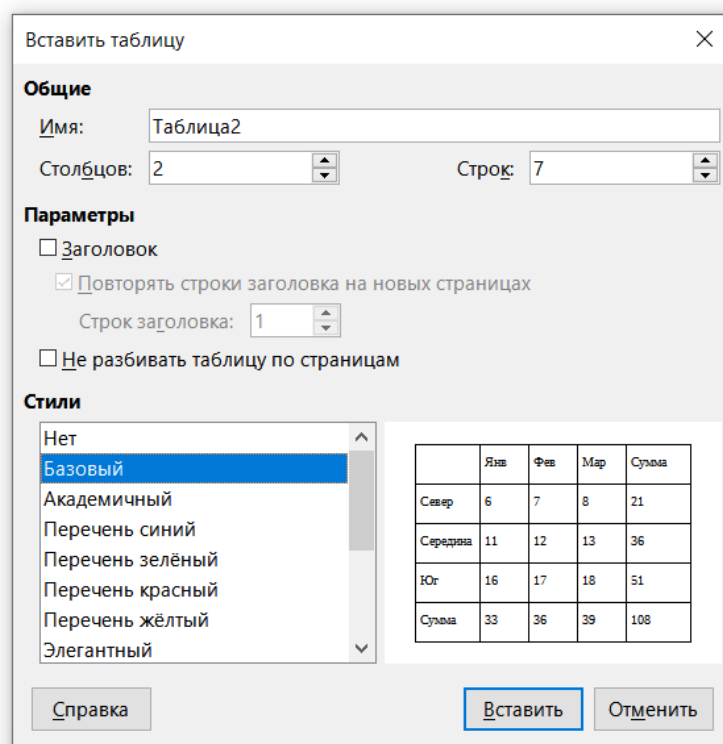 Вставить таблицу
Общие
Имя: Таблица2
Столбцов: 2 Строк: 7
Параметры
Заголовок
Повторять строки заголовка на новых страницах
Строк заголовка: 1
Не разбивать таблицу по страницам
Стили
Нет
Базовый
Академичный
Перечень синий
Перечень зелёный
Перечень красный
Перечень жёлтый
Элегантный
Янв Фев Мар Сумма
Север 6 7 8 21
Середина 11 12 13 36
Юг 16 17 18 51
Сумма 33 36 39 108
Справка Вставить Отменить